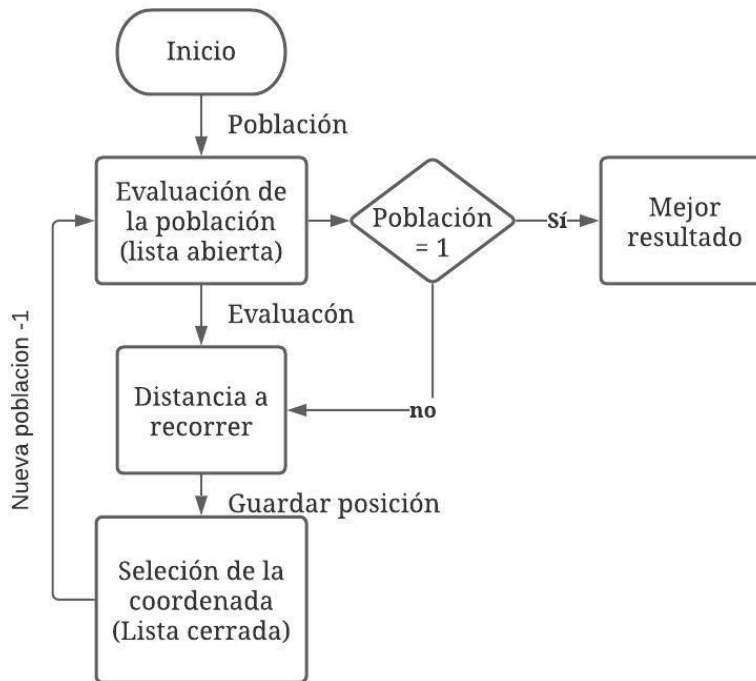 Inicio
Población
Evaluación de
la población
(lista abierta)
Población
= 1
Sí
Mejor
resultado
Evaluacón
Distancia a
recorrer
no
Guardar posición
Seleción de la
coordenada
(Lista cerrada)
Nueva poblacion -1